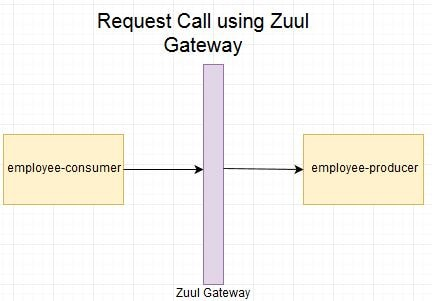 Request Call using Zuul
Gateway
employee-consumer
employee-producer
Zuul Gateway